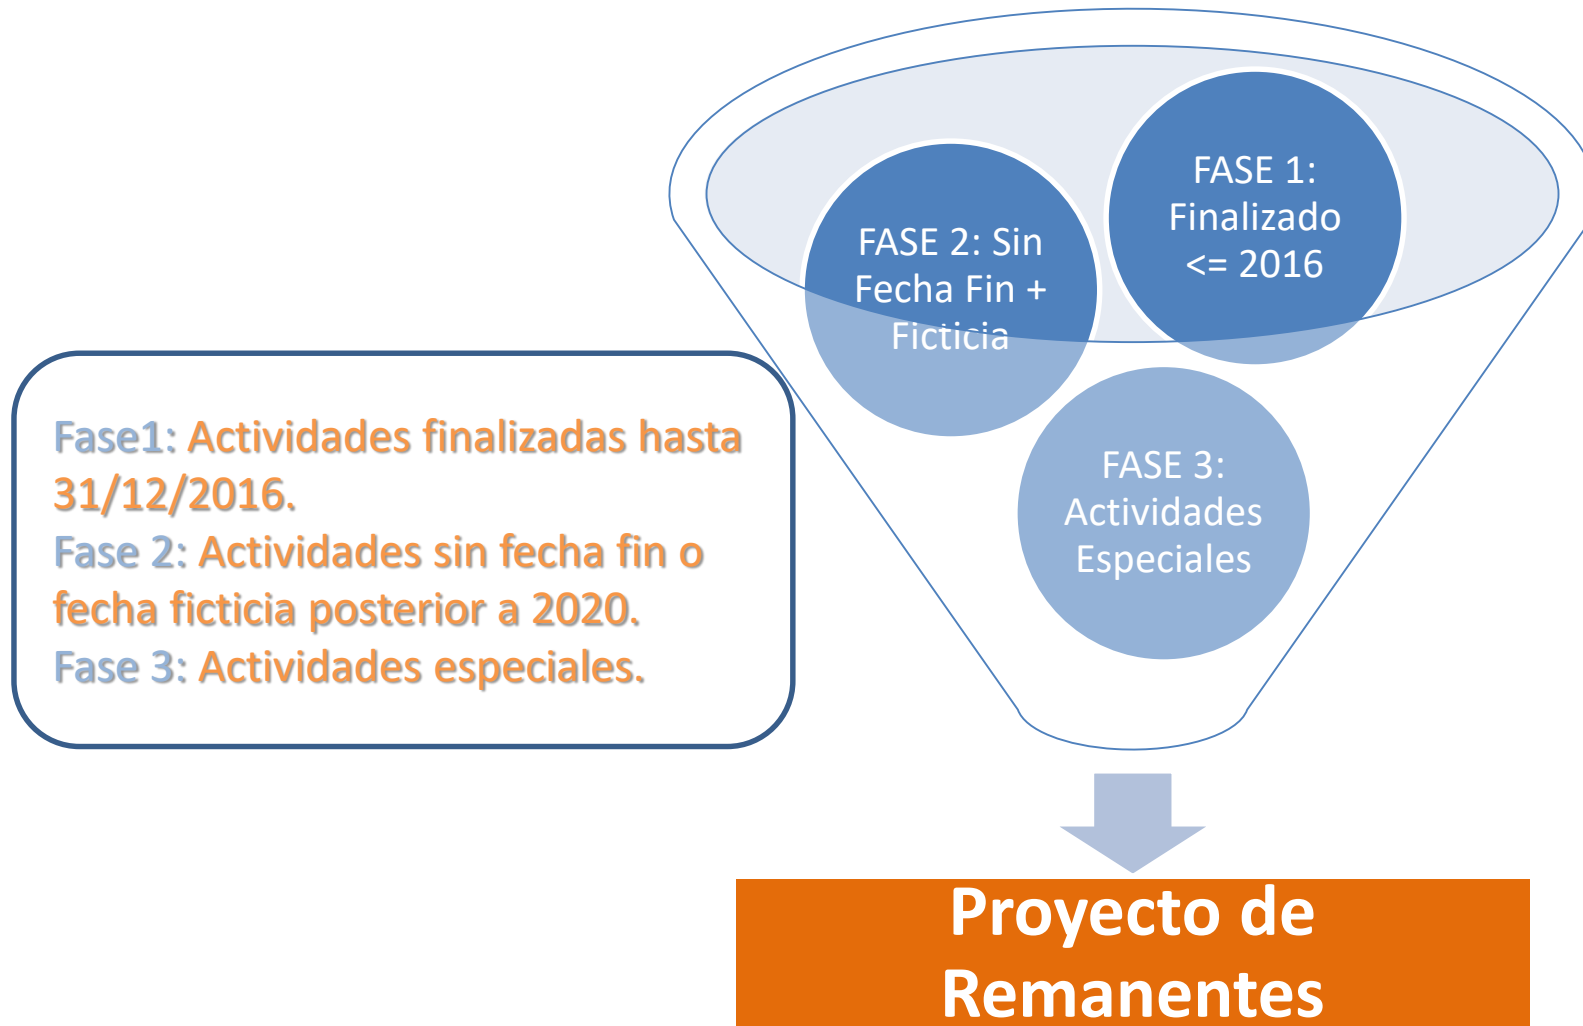 FASE 1:
Finalizado
<= 2016
FASE 2: Sin
Fecha Fin +
Ficticia
Fase1: Actividades finalizadas hasta
31/12/2016.
Fase 2: Actividades sin fecha fin o
fecha ficticia posterior a 2020.
Fase 3: Actividades especiales.
FASE 3:
Actividades
Especiales
Proyecto de
Remanentes